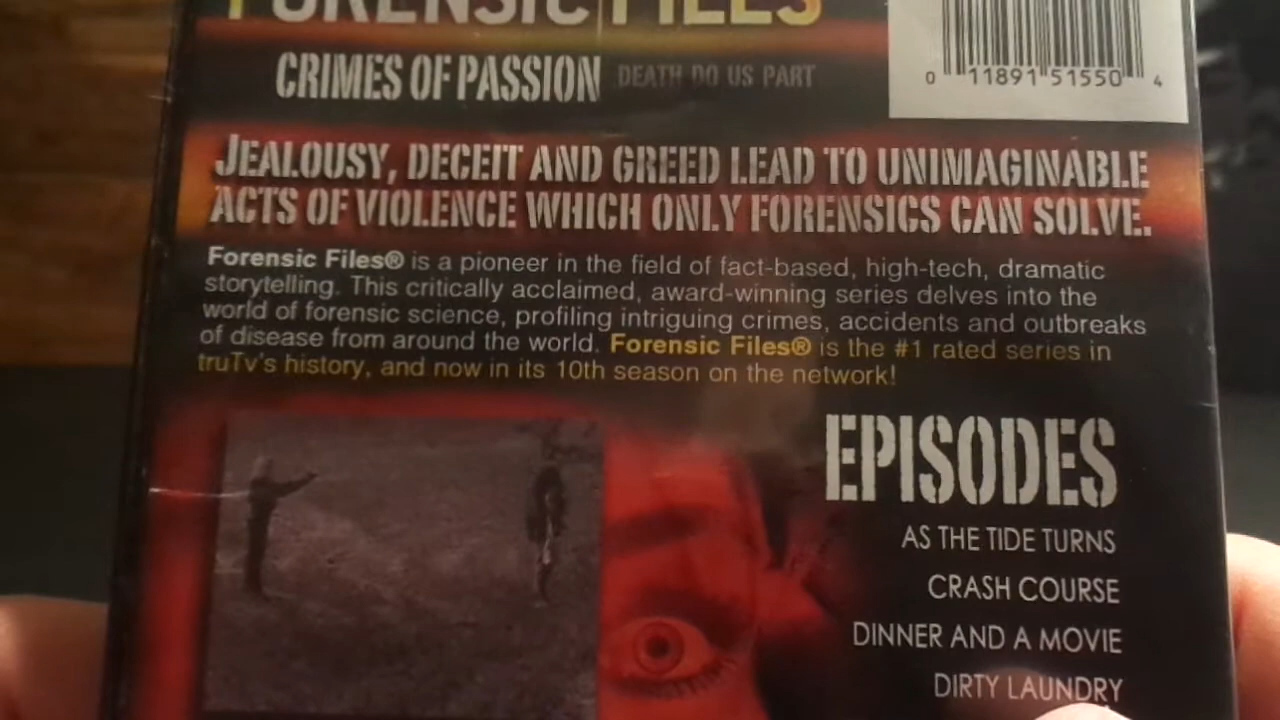 FORENSIC FILES
CRIMES OF PASSION DEATH DO US PART
0 11891 51550 4
JEALOUSY, DECEIT AND GREED LEAD TO UNIMAGINABLE
ACTS OF VIOLENCE WHICH ONLY FORENSICS CAN SOLVE.
Forensic Files® is a pioneer in the field of fact-based, high-tech, dramatic
storytelling. This critically acclaimed, award-winning series delves into the
world of forensic science, profiling intriguing crimes, accidents and outbreaks
of disease from around the world. Forensic Files® is the #1 rated series in
truTv's history, and now in its 10th season on the network!
EPISODES
AS THE TIDE TURNS
CRASH COURSE
DINNER AND A MOVIE
DIRTY LAUNDRY